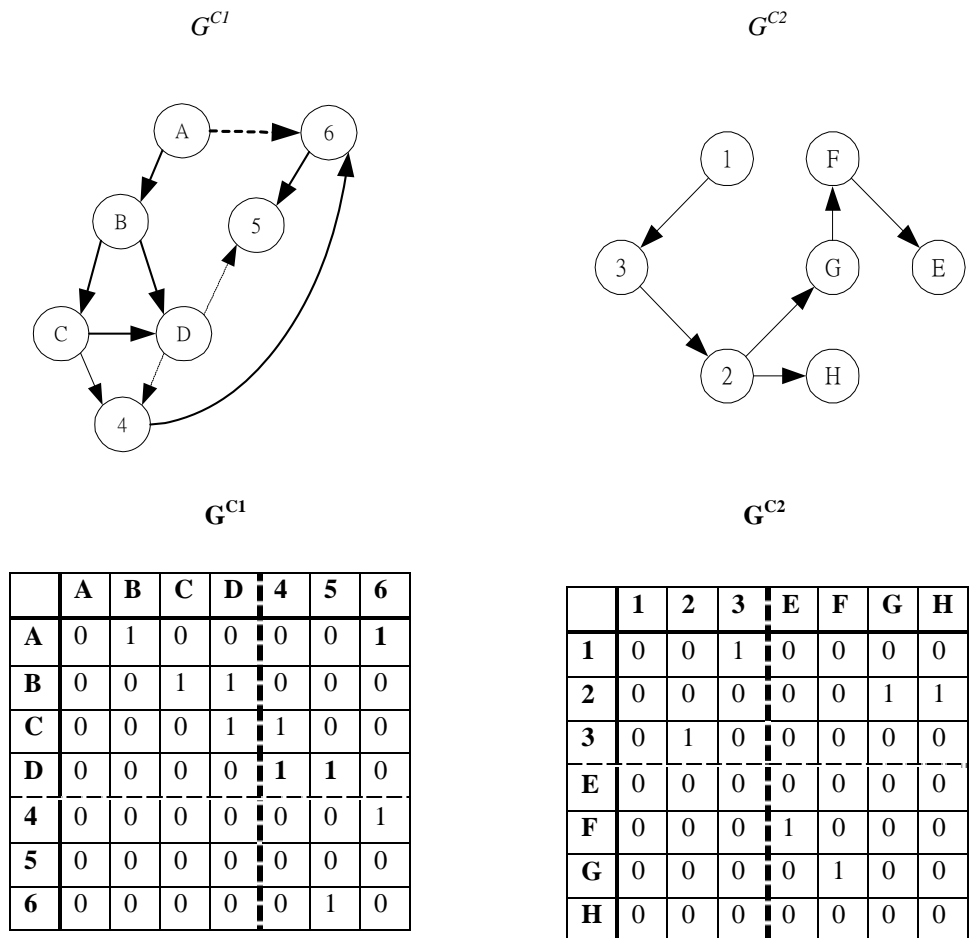 G^C1 G^C2
A 6
1 F
B 5
3 G E
C D
2 H
4
G^C1 G^C2
A B C D 4 5 6
A 0 1 0 0 0 0 1
B 0 0 1 1 0 0 0
C 0 0 0 1 1 0 0
D 0 0 0 0 1 1 0
4 0 0 0 0 0 0 1
5 0 0 0 0 0 0 0
6 0 0 0 0 0 1 0
1 2 3 E F G H
1 0 0 1 0 0 0 0
2 0 0 0 0 0 1 1
3 0 1 0 0 0 0 0
E 0 0 0 0 0 0 0
F 0 0 0 1 0 0 0
G 0 0 0 0 1 0 0
H 0 0 0 0 0 0 0